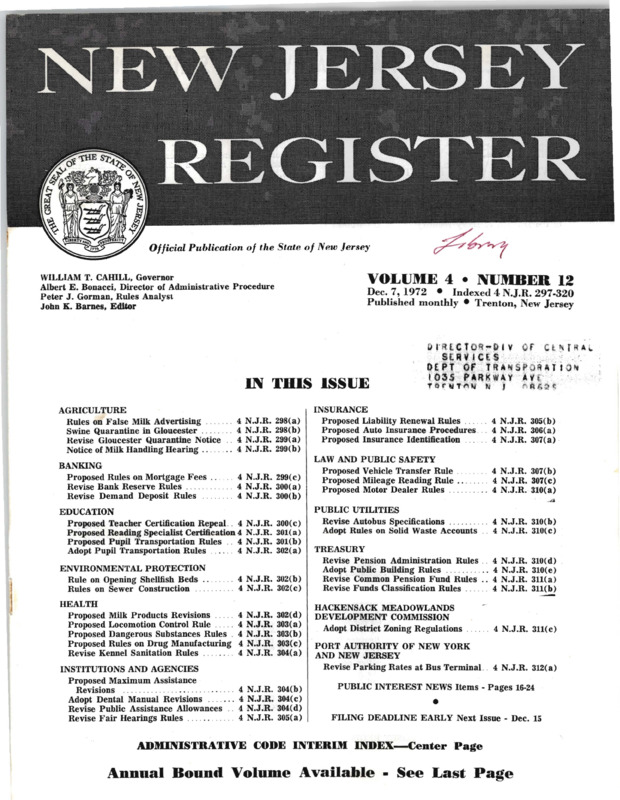 NEW JERSEY
REGISTER
THE GREAT SEAL OF THE STATE OF NEW JERSEY
Official Publication of the State of New Jersey
Library
WILLIAM T. CAHILL, Governor
Albert E. Bonacci, Director of Administrative Procedure
Peter J. Gorman, Rules Analyst
John K. Barnes, Editor
VOLUME 4 • NUMBER 12
Dec. 7, 1972 • Indexed 4 N.J.R. 297-320
Published monthly • Trenton, New Jersey
DIRECTOR-DIV OF CENTRAL
SERVICES
DEPT OF TRANSPORATION
1035 PARKWAY AVE
TRENTON N J 08625
IN THIS ISSUE
AGRICULTURE
Rules on False Milk Advertising ....... 4 N.J.R. 298(a)
Swine Quarantine in Gloucester ........ 4 N.J.R. 298(b)
Revise Gloucester Quarantine Notice .. 4 N.J.R. 299(a)
Notice of Milk Handling Hearing ....... 4 N.J.R. 299(b)
BANKING
Proposed Rules on Mortgage Fees ..... 4 N.J.R. 299(c)
Revise Bank Reserve Rules ........... 4 N.J.R. 300(a)
Revise Demand Deposit Rules ........ 4 N.J.R. 300(b)
EDUCATION
Proposed Teacher Certification Repeal.. 4 N.J.R. 300(c)
Proposed Reading Specialist Certification 4 N.J.R. 301(a)
Proposed Pupil Transportation Rules ... 4 N.J.R. 301(b)
Adopt Pupil Transportation Rules ..... 4 N.J.R. 302(a)
ENVIRONMENTAL PROTECTION
Rule on Opening Shellfish Beds ........ 4 N.J.R. 302(b)
Rules on Sewer Construction .......... 4 N.J.R. 302(c)
HEALTH
Proposed Milk Products Revisions .... 4 N.J.R. 302(d)
Proposed Locomotion Control Rule .... 4 N.J.R. 303(a)
Proposed Dangerous Substances Rules . 4 N.J.R. 303(b)
Proposed Rules on Drug Manufacturing 4 N.J.R. 303(c)
Revise Kennel Sanitation Rules ........ 4 N.J.R. 304(a)
INSTITUTIONS AND AGENCIES
Proposed Maximum Assistance
Revisions ......................... 4 N.J.R. 304(b)
Adopt Dental Manual Revisions ...... 4 N.J.R. 304(c)
Revise Public Assistance Allowances .. 4 N.J.R. 304(d)
Revise Fair Hearings Rules ........... 4 N.J.R. 305(a)
INSURANCE
Proposed Liability Renewal Rules ..... 4 N.J.R. 305(b)
Proposed Auto Insurance Procedures .. 4 N.J.R. 306(a)
Proposed Insurance Identification ..... 4 N.J.R. 307(a)
LAW AND PUBLIC SAFETY
Proposed Vehicle Transfer Rule ....... 4 N.J.R. 307(b)
Proposed Mileage Reading Rule ....... 4 N.J.R. 307(c)
Proposed Motor Dealer Rules ......... 4 N.J.R. 310(a)
PUBLIC UTILITIES
Revise Autobus Specifications ......... 4 N.J.R. 310(b)
Adopt Rules on Solid Waste Accounts .. 4 N.J.R. 310(c)
TREASURY
Revise Pension Administration Rules .. 4 N.J.R. 310(d)
Adopt Public Building Rules .......... 4 N.J.R. 310(e)
Revise Common Pension Fund Rules .. 4 N.J.R. 311(a)
Revise Funds Classification Rules ..... 4 N.J.R. 311(b)
HACKENSACK MEADOWLANDS
DEVELOPMENT COMMISSION
Adopt District Zoning Regulations ...... 4 N.J.R. 311(c)
PORT AUTHORITY OF NEW YORK
AND NEW JERSEY
Revise Parking Rates at Bus Terminal.. 4 N.J.R. 312(a)
PUBLIC INTEREST NEWS Items - Pages 16-24
•
FILING DEADLINE EARLY Next Issue - Dec. 15
ADMINISTRATIVE CODE INTERIM INDEX—Center Page
Annual Bound Volume Available - See Last Page